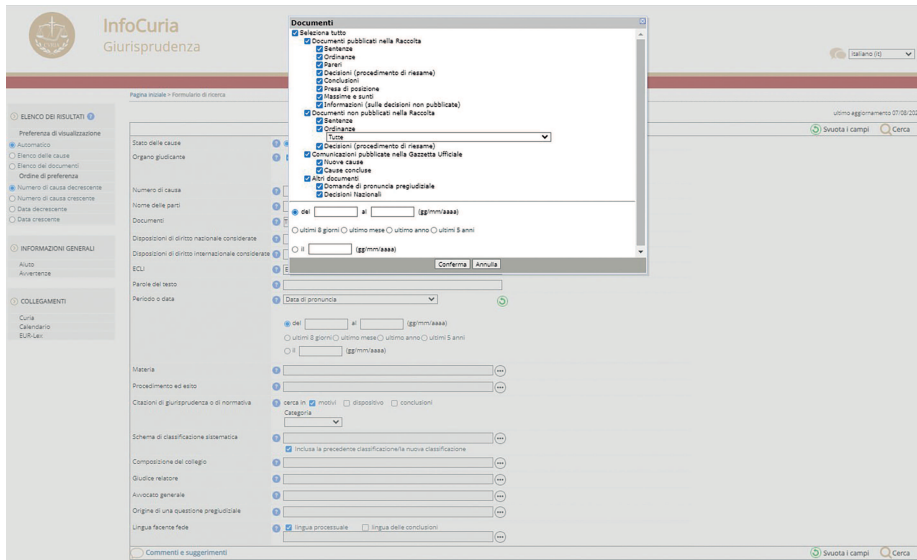 InfoCuria
Giurisprudenza
Italiano (it)
Pagina iniziale > Formulario di ricerca
ultimo aggiornamento 07/08/202
ELENCO DEI RISULTATI
Preferenza di visualizzazione
Automatico
Elenco delle cause
Elenco dei documenti
Ordine di preferenza
Numero di causa decrescente
Numero di causa crescente
Data decrescente
Data crescente
INFORMAZIONI GENERALI
Aiuto
Avvertenze
COLLEGAMENTI
Curia
Calendario
EUR-Lex
Documenti
Seleziona tutto
Documenti pubblicati nella Raccolta
Sentenze
Ordinanze
Pareri
Decisioni (procedimento di riesame)
Conclusioni
Presa di posizione
Massime e sunti
Informazioni (sulle decisioni non pubblicate)
Documenti non pubblicati nella Raccolta
Sentenze
Ordinanze
Tutte
Decisioni (procedimento di riesame)
Comunicazioni pubblicate nella Gazzetta Ufficiale
Nuove cause
Cause concluse
Altri documenti
Domande di pronuncia pregiudiziale
Decisioni Nazionali
del al (gg/mm/aaaa)
ultimi 8 giorni ultimo mese ultimo anno ultimi 5 anni
il (gg/mm/aaaa)
Conferma Annulla
Svuota i campi Cerca
Stato delle cause
Organo giudicante
Numero di causa
Nome delle parti
Documenti
Disposizioni di diritto nazionale considerate
Disposizioni di diritto internazionale considerate
ECLI
Parole del testo
Periodo o data Data di pronuncia
del al (gg/mm/aaaa)
ultimi 8 giorni ultimo mese ultimo anno ultimi 5 anni
il (gg/mm/aaaa)
Materia
Procedimento ed esito
Citazioni di giurisprudenza o di normativa cerca in motivi dispositivo conclusioni
Categoria
Schema di classificazione sistematica
Inclusa la precedente classificazione/la nuova classificazione
Composizione del collegio
Giudice relatore
Avvocato generale
Origine di una questione pregiudiziale
Lingua facente fede lingua processuale lingua delle conclusioni
Commenti e suggerimenti
Svuota i campi Cerca